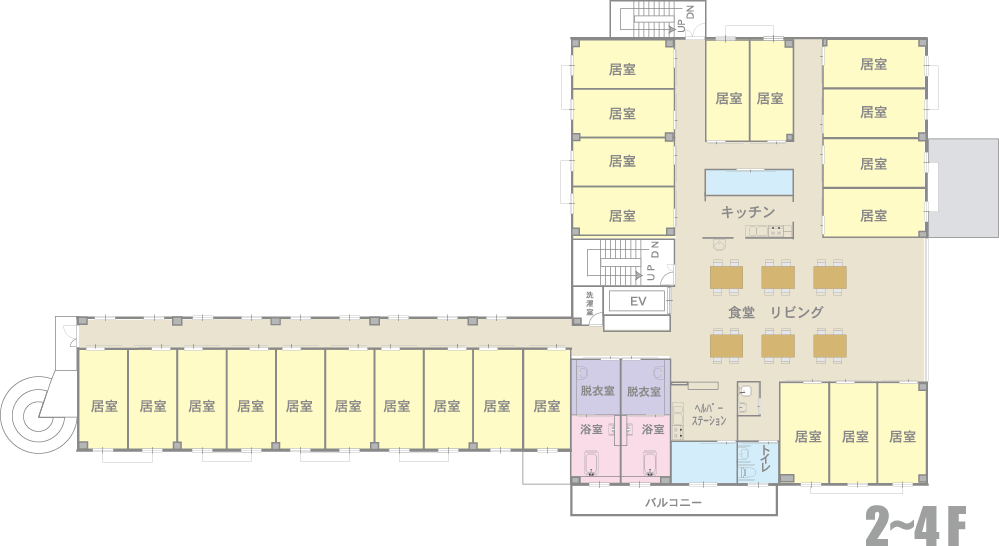 UP DN
居室
居室
居室
居室
居室
居室
居室
居室
居室
居室
キッチン
UP DN
洗濯室
EV
食堂 リビング
居室
居室
居室
居室
居室
居室
居室
居室
居室
居室
脱衣室
脱衣室
浴室
浴室
ヘルパー
ステーション
トイレ
居室
居室
居室
バルコニー
2~4F